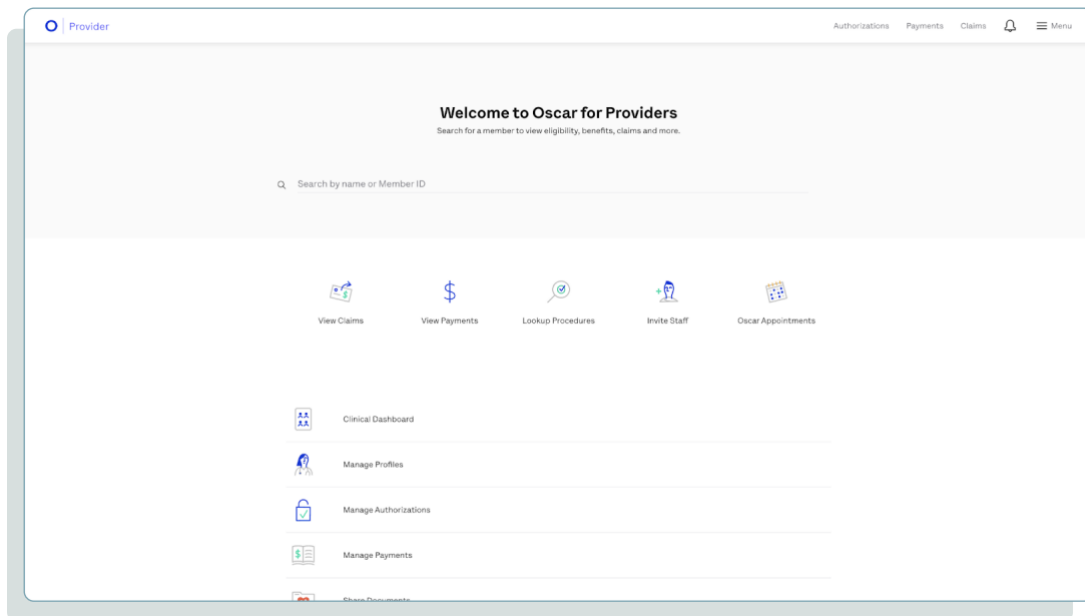 Provider
Authorizations Payments Claims Menu
Welcome to Oscar for Providers
Search for a member to view eligibility, benefits, claims and more.
Search by name or Member ID
View Claims View Payments Lookup Procedures Invite Staff Oscar Appointments
Clinical Dashboard
Manage Profiles
Manage Authorizations
Manage Payments
Share Documents